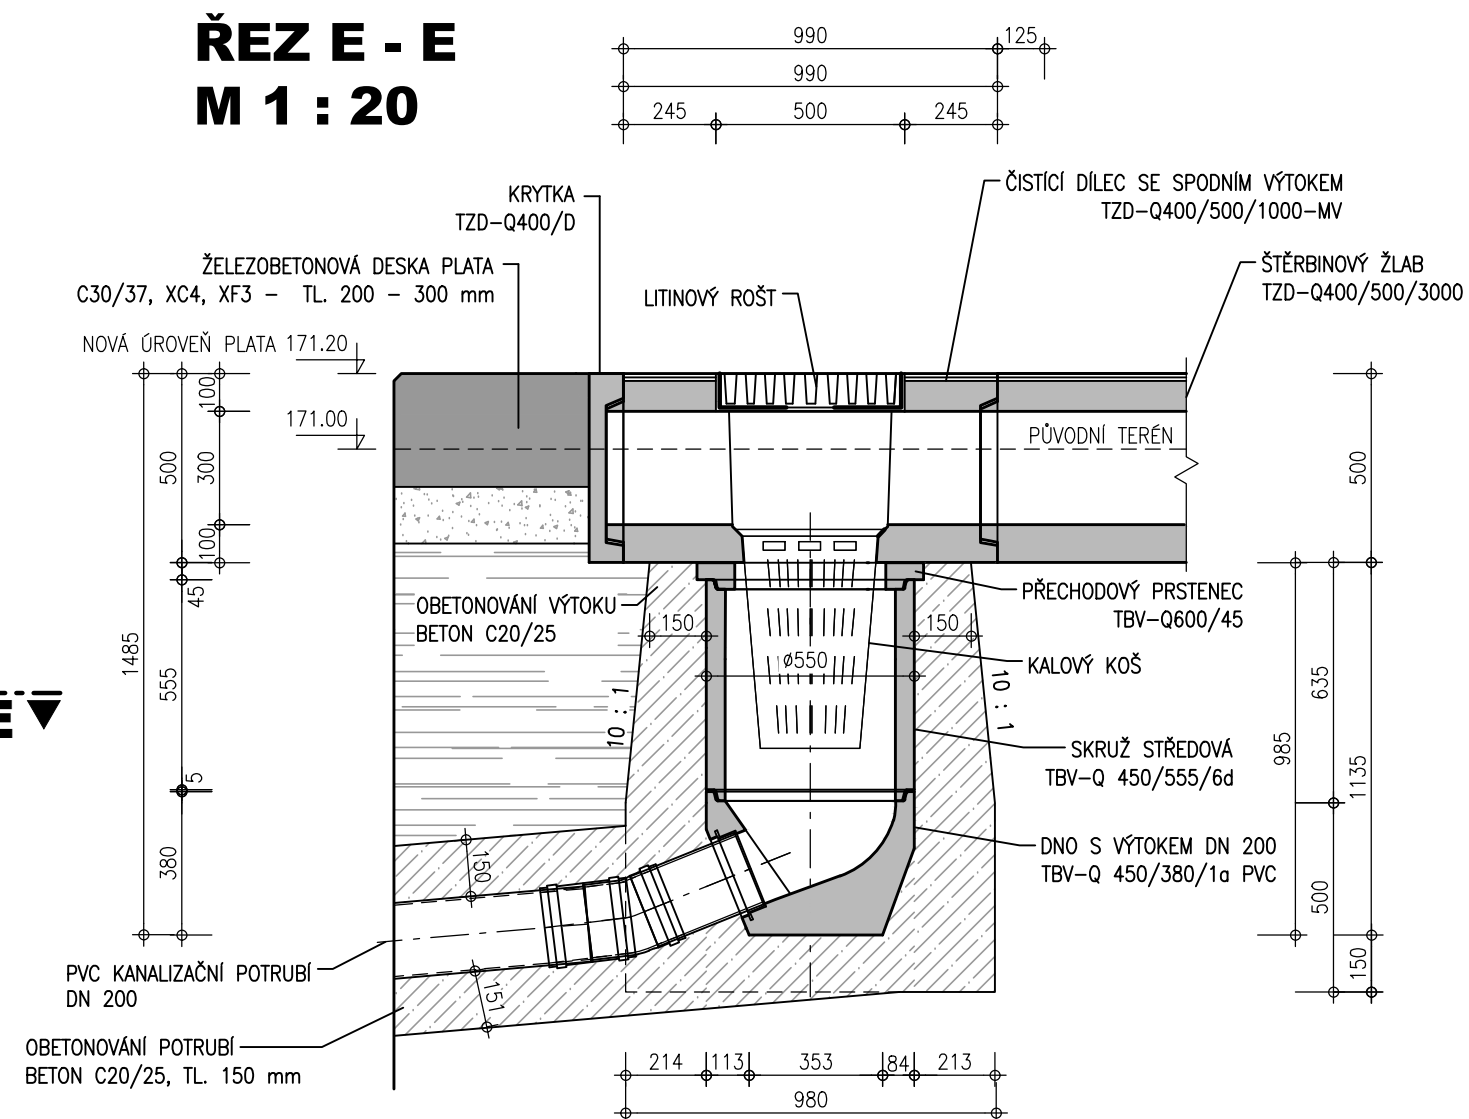 ŘEZ E - E
M 1 : 20
990
125
990
245
500
245
KRYTKA
TZD-Q400/D
ČISTÍCÍ DÍLEC SE SPODNÍM VÝTOKEM
TZD-Q400/500/1000-MV
ŽELEZOBETONOVÁ DESKA PLATA
C30/37, XC4, XF3 - TL. 200 - 300 mm
LITINOVÝ ROŠT
ŠTĚRBINOVÝ ŽLAB
TZD-Q400/500/3000
NOVÁ ÚROVEŇ PLATA 171.20
171.00
PŮVODNÍ TERÉN
100
500
300
100
45
1485
555
5
380
500
OBETONOVÁNÍ VÝTOKU
BETON C20/25
150
150
ø550
10 : 1
10 : 1
PŘECHODOVÝ PRSTENEC
TBV-Q600/45
KALOVÝ KOŠ
SKRUŽ STŘEDOVÁ
TBV-Q 450/555/6d
DNO S VÝTOKEM DN 200
TBV-Q 450/380/1a PVC
635
985
1135
500
150
E
150
151
PVC KANALIZAČNÍ POTRUBÍ
DN 200
OBETONOVÁNÍ POTRUBÍ
BETON C20/25, TL. 150 mm
214
113
353
84
213
980